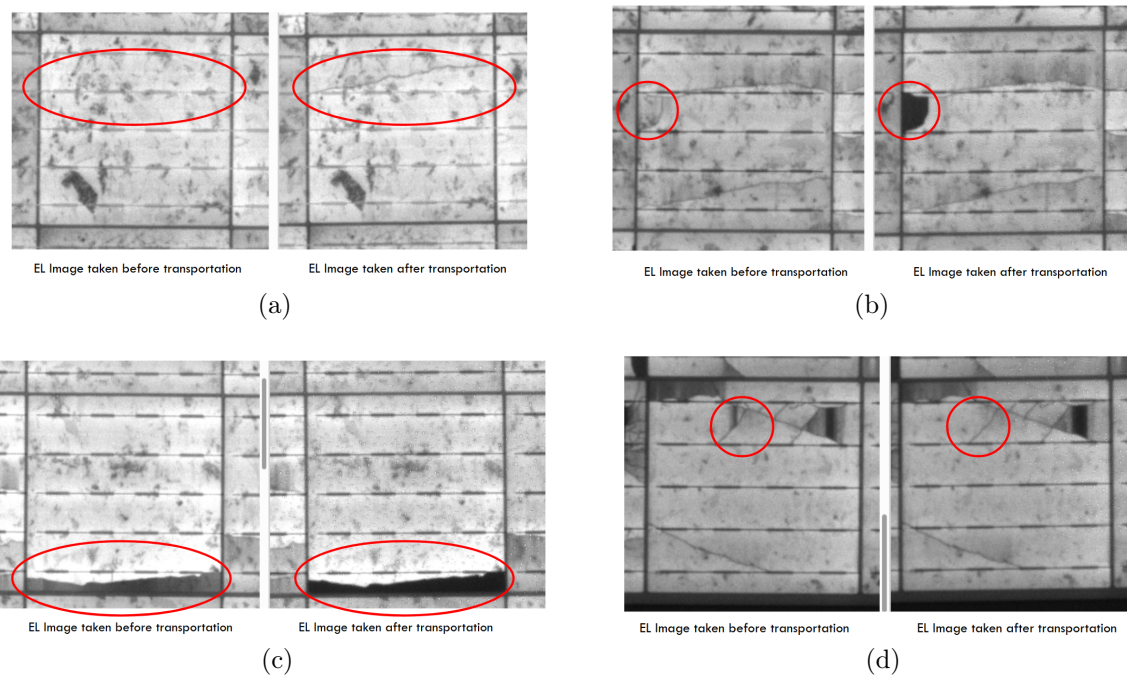 EL Image taken before transportation
EL Image taken after transportation
EL Image taken before transportation
EL Image taken after transportation
(a)
(b)
EL Image taken before transportation
EL Image taken after transportation
EL Image taken before transportation
EL Image taken after transportation
(c)
(d)